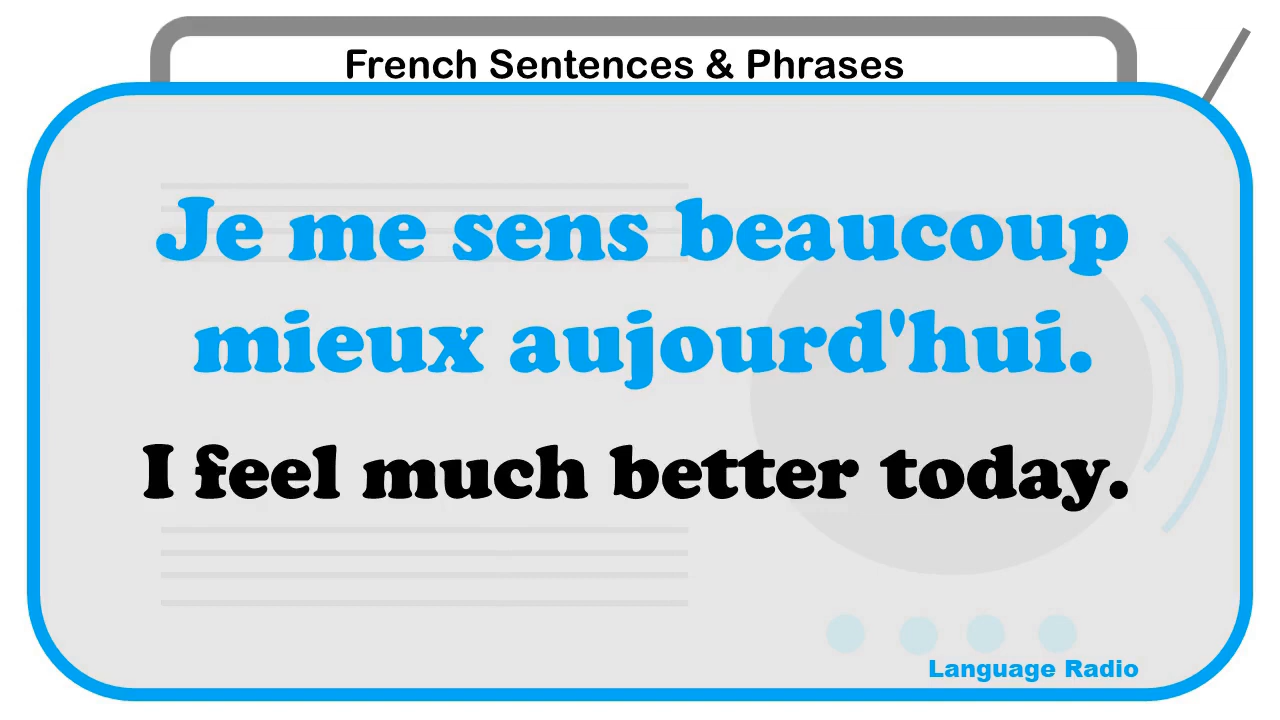 French Sentences & Phrases
Je me sens beaucoup
mieux aujourd'hui.
I feel much better today.
Language Radio